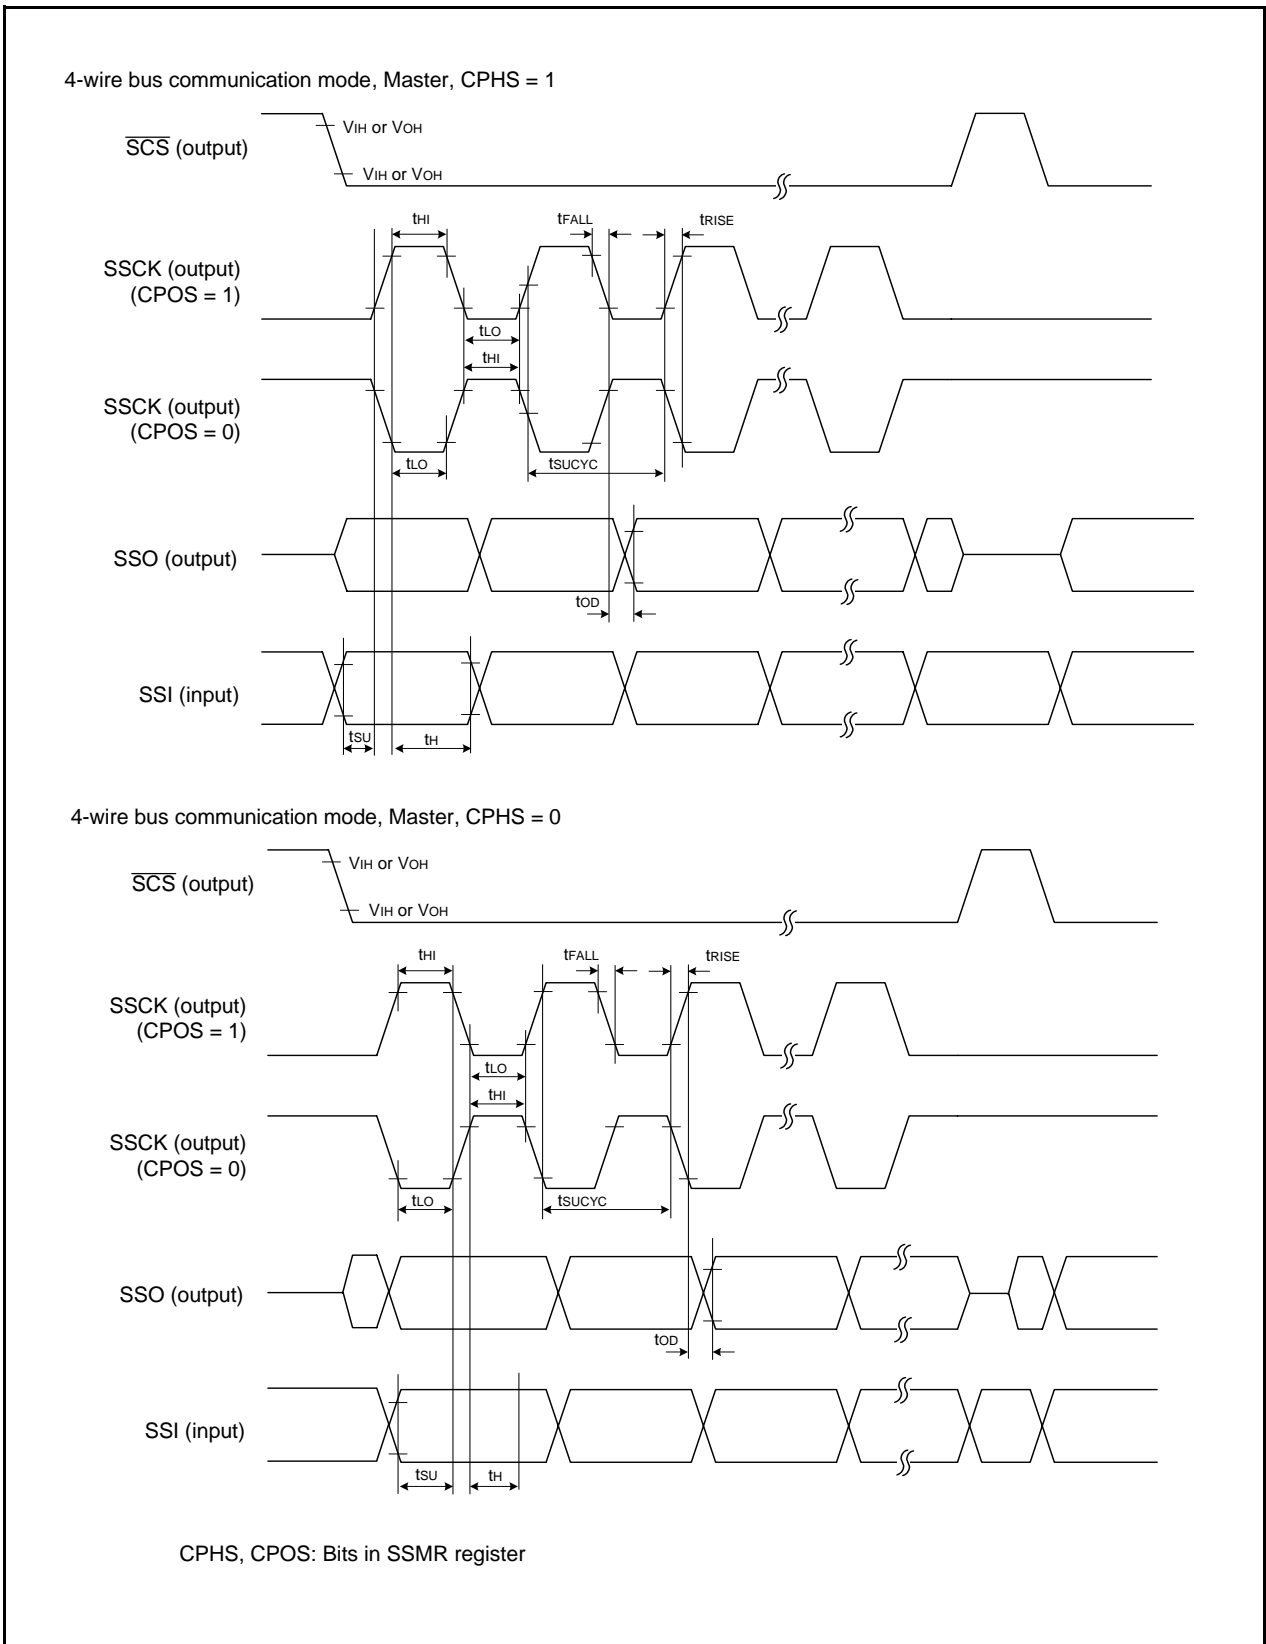 4-wire bus communication mode, Master, CPHS = 1
SCS (output)
VIH or VOH
VIH or VOH
tHI
tFALL
tRISE
SSCK (output)
(CPOS = 1)
tLO
tHI
SSCK (output)
(CPOS = 0)
tLO
tSUCYC
SSO (output)
tOD
SSI (input)
tSU
tH
4-wire bus communication mode, Master, CPHS = 0
SCS (output)
VIH or VOH
VIH or VOH
tHI
tFALL
tRISE
SSCK (output)
(CPOS = 1)
tLO
tHI
SSCK (output)
(CPOS = 0)
tLO
tSUCYC
SSO (output)
tOD
SSI (input)
tSU
tH
CPHS, CPOS: Bits in SSMR register